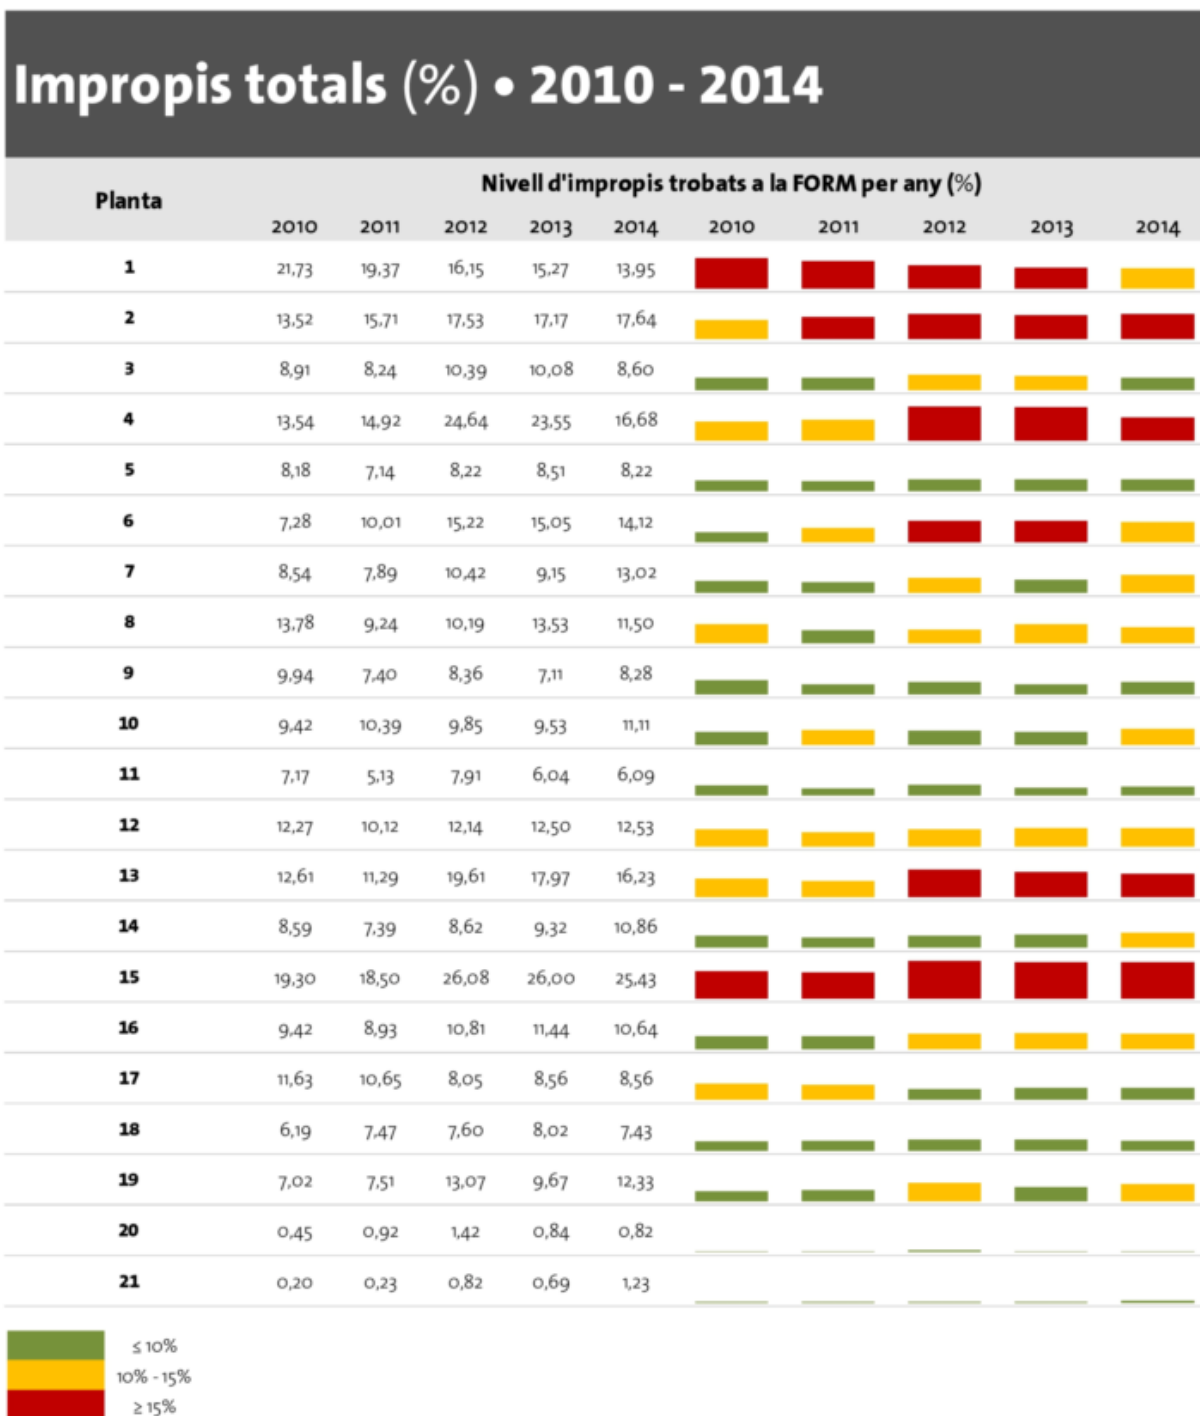 Impropis totals (%) • 2010 - 2014
Planta
Nivell d'impropis trobats a la FORM per any (%)
2010 2011 2012 2013 2014 2010 2011 2012 2013 2014
1 21,73 19,37 16,15 15,27 13,95
2 13,52 15,71 17,53 17,17 17,64
3 8,91 8,24 10,39 10,08 8,60
4 13,54 14,92 24,64 23,55 16,68
5 8,18 7,14 8,22 8,51 8,22
6 7,28 10,01 15,22 15,05 14,12
7 8,54 7,89 10,42 9,15 13,02
8 13,78 9,24 10,19 13,53 11,50
9 9,94 7,40 8,36 7,11 8,28
10 9,42 10,39 9,85 9,53 11,11
11 7,17 5,13 7,91 6,04 6,09
12 12,27 10,12 12,14 12,50 12,53
13 12,61 11,29 19,61 17,97 16,23
14 8,59 7,39 8,62 9,32 10,86
15 19,30 18,50 26,08 26,00 25,43
16 9,42 8,93 10,81 11,44 10,64
17 11,63 10,65 8,05 8,56 8,56
18 6,19 7,47 7,60 8,02 7,43
19 7,02 7,51 13,07 9,67 12,33
20 0,45 0,92 1,42 0,84 0,82
21 0,20 0,23 0,82 0,69 1,23
≤ 10%
10% - 15%
≥ 15%